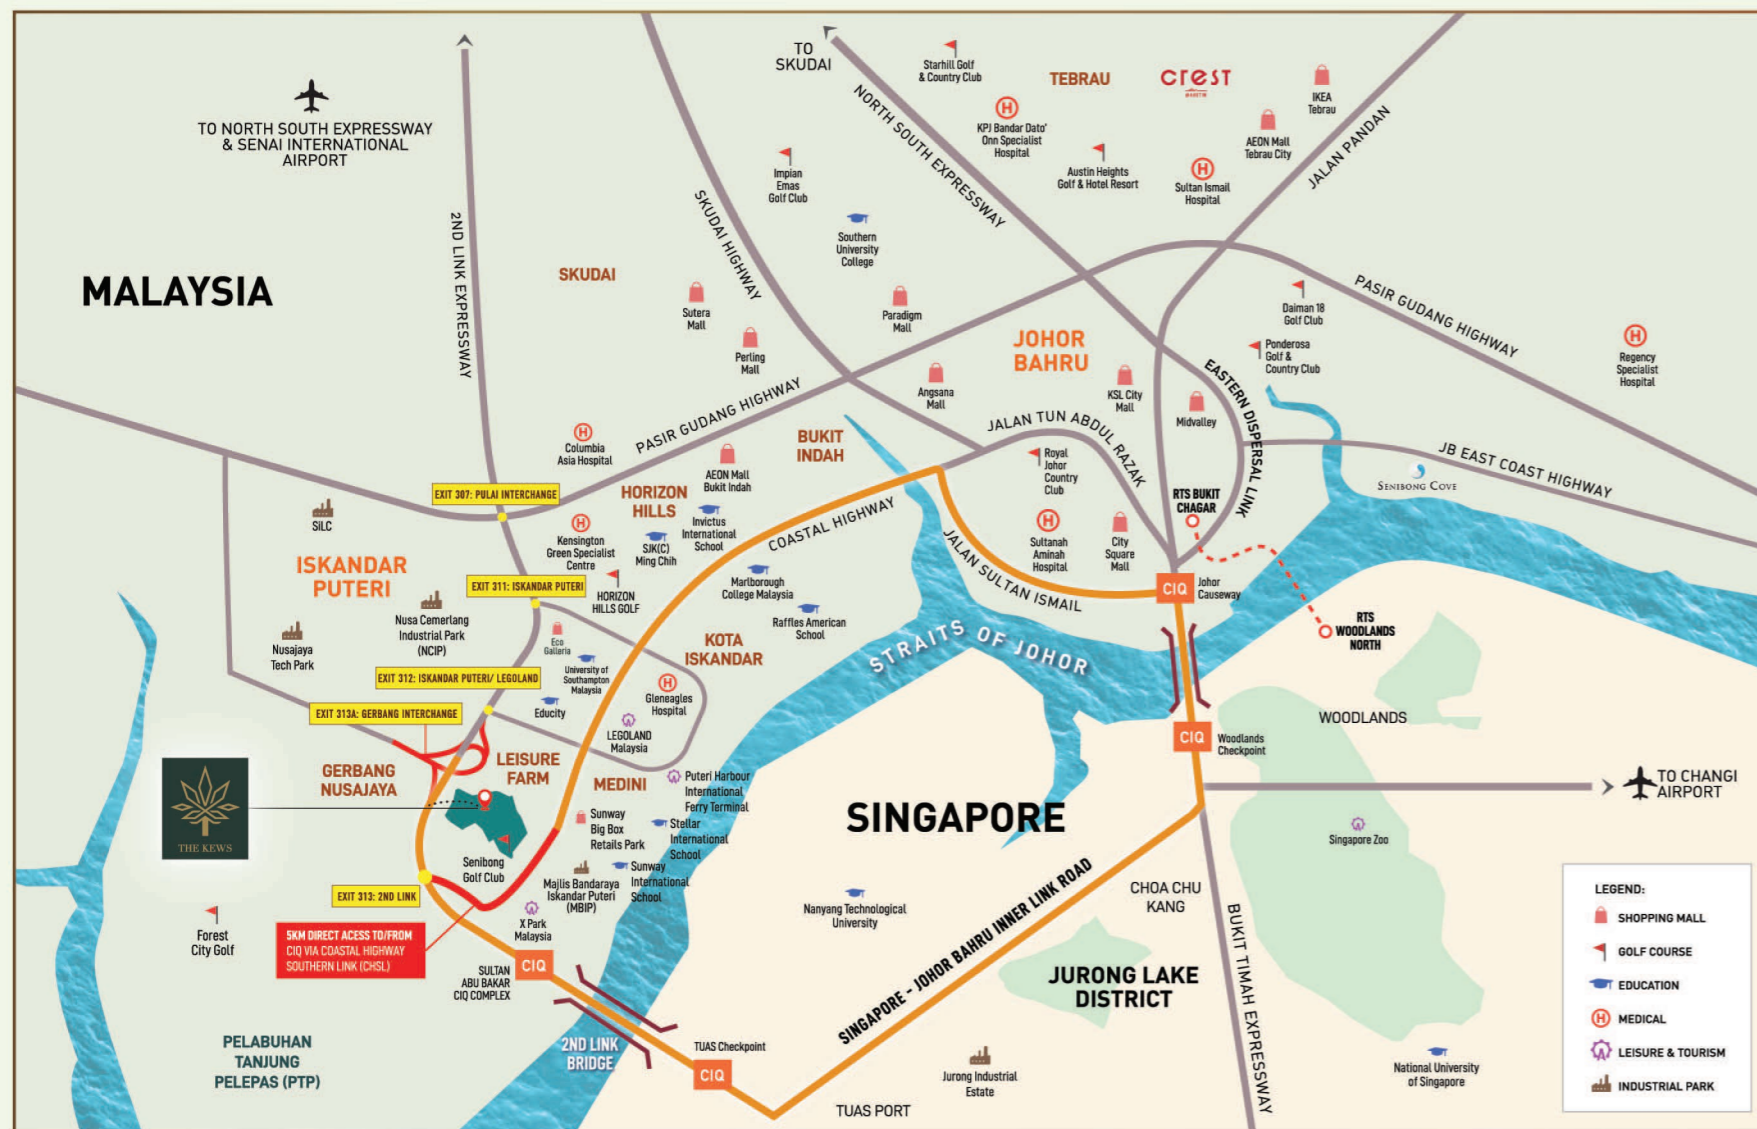 TO NORTH SOUTH EXPRESSWAY
& SENAI INTERNATIONAL
AIRPORT
MALAYSIA
2ND LINK EXPRESSWAY
SKUDAI
SKUDAI HIGHWAY
TO
SKUDAI
NORTH SOUTH EXPRESSWAY
Starhill Golf
& Country Club
TEBRAU
crest
IKEA
Tebrau
KPJ Bandar Dato'
Onn Specialist
Hospital
AEON Mall
Tebrau City
Austin Heights
Golf & Hotel Resort
Sultan Ismail
Hospital
JALAN PANDAN
Impian
Emas
Golf Club
Southern
University
College
Sutera
Mall
Perling
Mall
Paradigm
Mall
Angsana
Mall
JOHOR
BAHRU
KSL City
Mall
Midvalley
Daiman 18
Golf Club
Ponderosa
Golf &
Country Club
PASIR GUDANG HIGHWAY
Regency
Specialist
Hospital
EASTERN DISPERSAL LINK
JB EAST COAST HIGHWAY
SENIBONG COVE
PASIR GUDANG HIGHWAY
Columbia
Asia Hospital
BUKIT
INDAH
AEON Mall
Bukit Indah
JALAN TUN ABDUL RAZAK
Royal
Johor
Country
Club
RTS BUKIT
CHAGAR
EXIT 307: PULAI INTERCHANGE
HORIZON
HILLS
SiLC
Kensington
Green Specialist
Centre
SJK(C)
Ming Chih
Invictus
International
School
COASTAL HIGHWAY
JALAN SULTAN ISMAIL
Sultanah
Aminah
Hospital
City
Square
Mall
ISKANDAR
PUTERI
EXIT 311: ISKANDAR PUTERI
HORIZON
HILLS GOLF
Marlborough
College Malaysia
Raffles American
School
CIQ
Johor
Causeway
RTS
WOODLANDS
NORTH
Nusa Cemerlang
Industrial Park
(NCIP)
Nusajaya
Tech Park
Eco
Galleria
University of
Southampton
Malaysia
KOTA
ISKANDAR
STRAITS OF JOHOR
EXIT 312: ISKANDAR PUTERI/ LEGOLAND
Educity
Gleneagles
Hospital
EXIT 313A: GERBANG INTERCHANGE
LEGOLAND
Malaysia
WOODLANDS
CIQ
Woodlands
Checkpoint
GERBANG
NUSAJAYA
LEISURE
FARM
MEDINI
Puteri Harbour
International
Ferry Terminal
TO CHANGI
AIRPORT
THE KEWS
Sunway
Big Box
Retails Park
Stellar
International
School
SINGAPORE
Singapore Zoo
Senibong
Golf Club
Majlis Bandaraya
Iskandar Puteri
(MBIP)
Sunway
International
School
EXIT 313: 2ND LINK
X Park
Malaysia
Forest
City Golf
5KM DIRECT ACESS TO/FROM
CIQ VIA COASTAL HIGHWAY
SOUTHERN LINK (CHSL)
SULTAN
ABU BAKAR
CIQ COMPLEX
CIQ
Nanyang Technological
University
SINGAPORE - JOHOR BAHRU INNER LINK ROAD
CHOA CHU
KANG
BUKIT TIMAH EXPRESSWAY
JURONG LAKE
DISTRICT
PELABUHAN
TANJUNG
PELEPAS (PTP)
2ND LINK
BRIDGE
TUAS Checkpoint
CIQ
TUAS PORT
Jurong Industrial
Estate
National University
of Singapore
LEGEND:
SHOPPING MALL
GOLF COURSE
EDUCATION
MEDICAL
LEISURE & TOURISM
INDUSTRIAL PARK